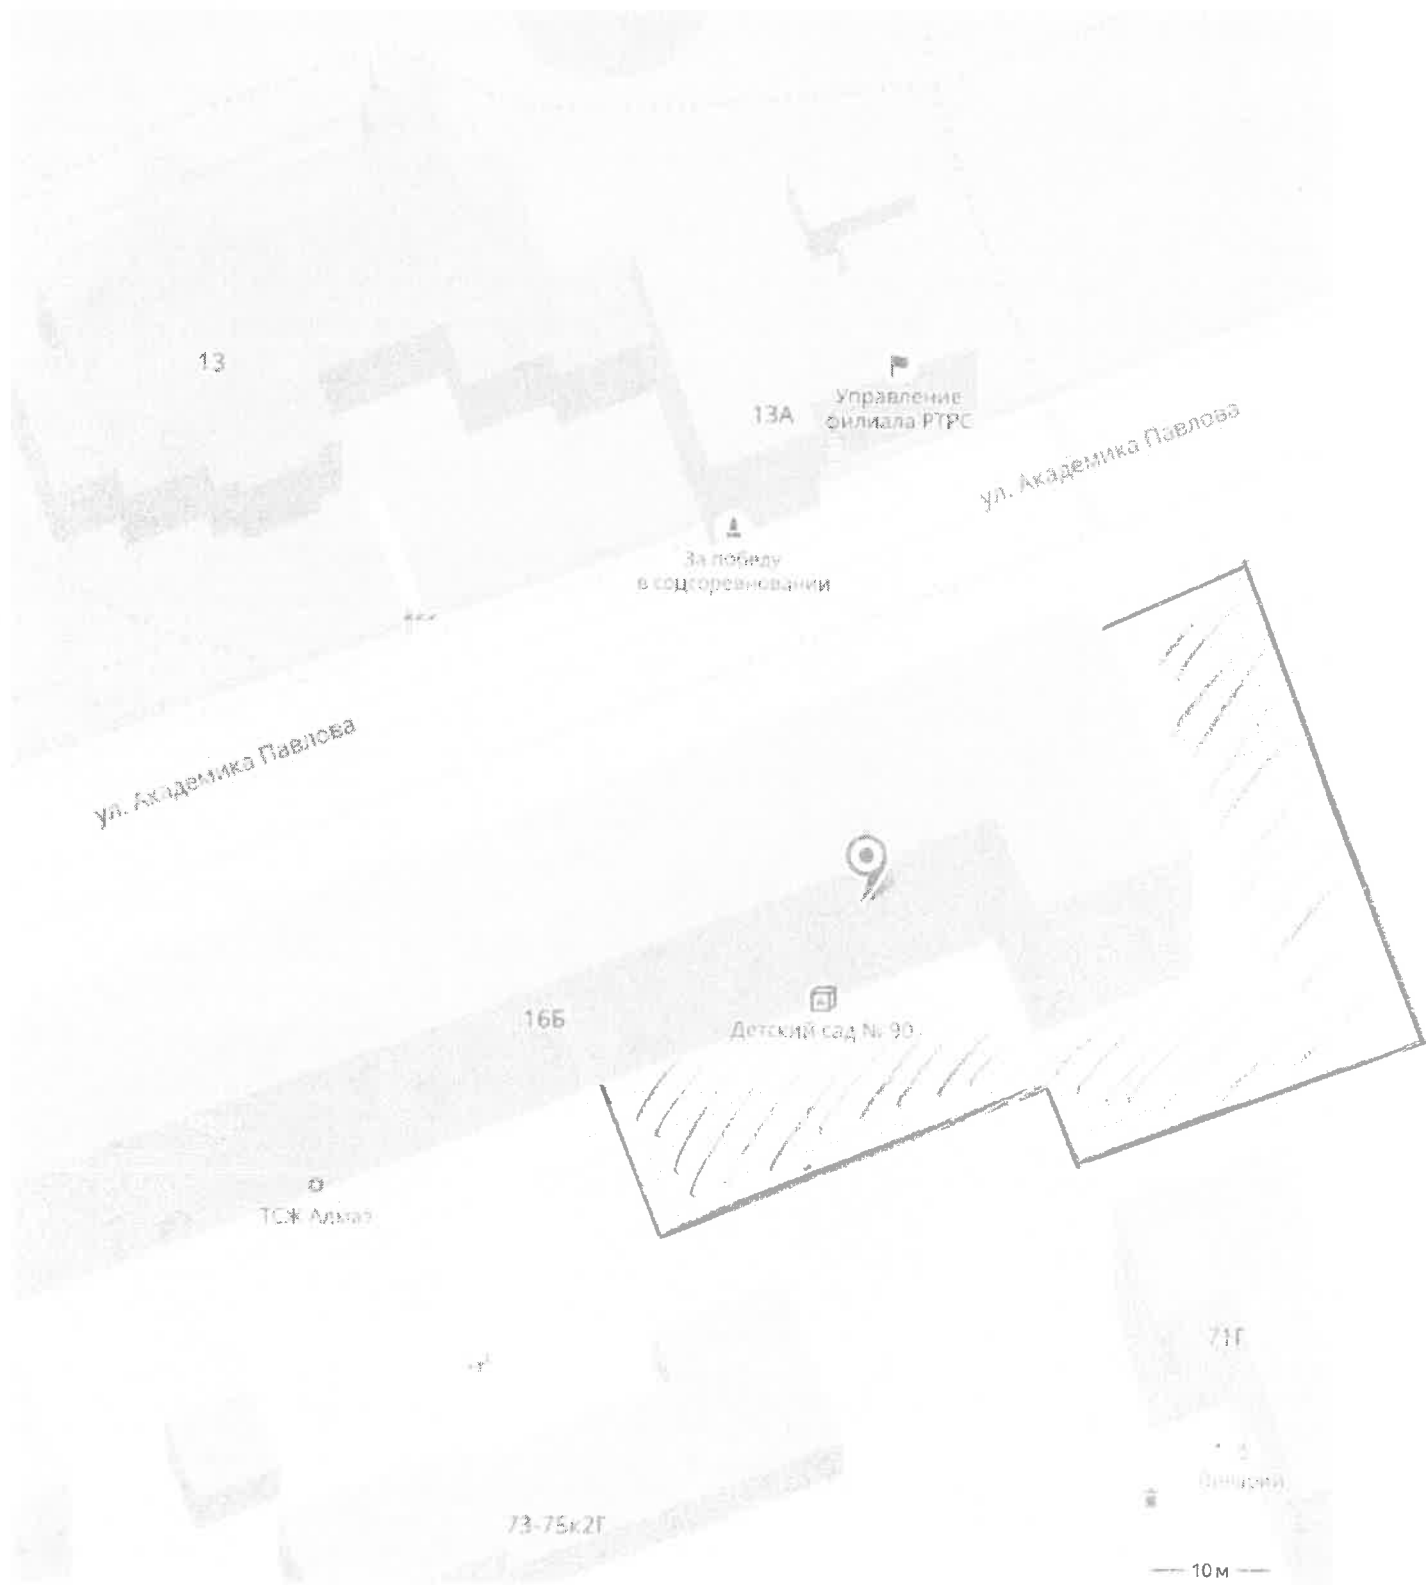 13
13А
Управление
филиала РТРС
ул. Академика Павлова
За победу
в соцсоревновании
ул. Академика Павлова
16Б
Детский сад № 90
ТСЖ Алмаз
71Г
73-75к2Г
10 м